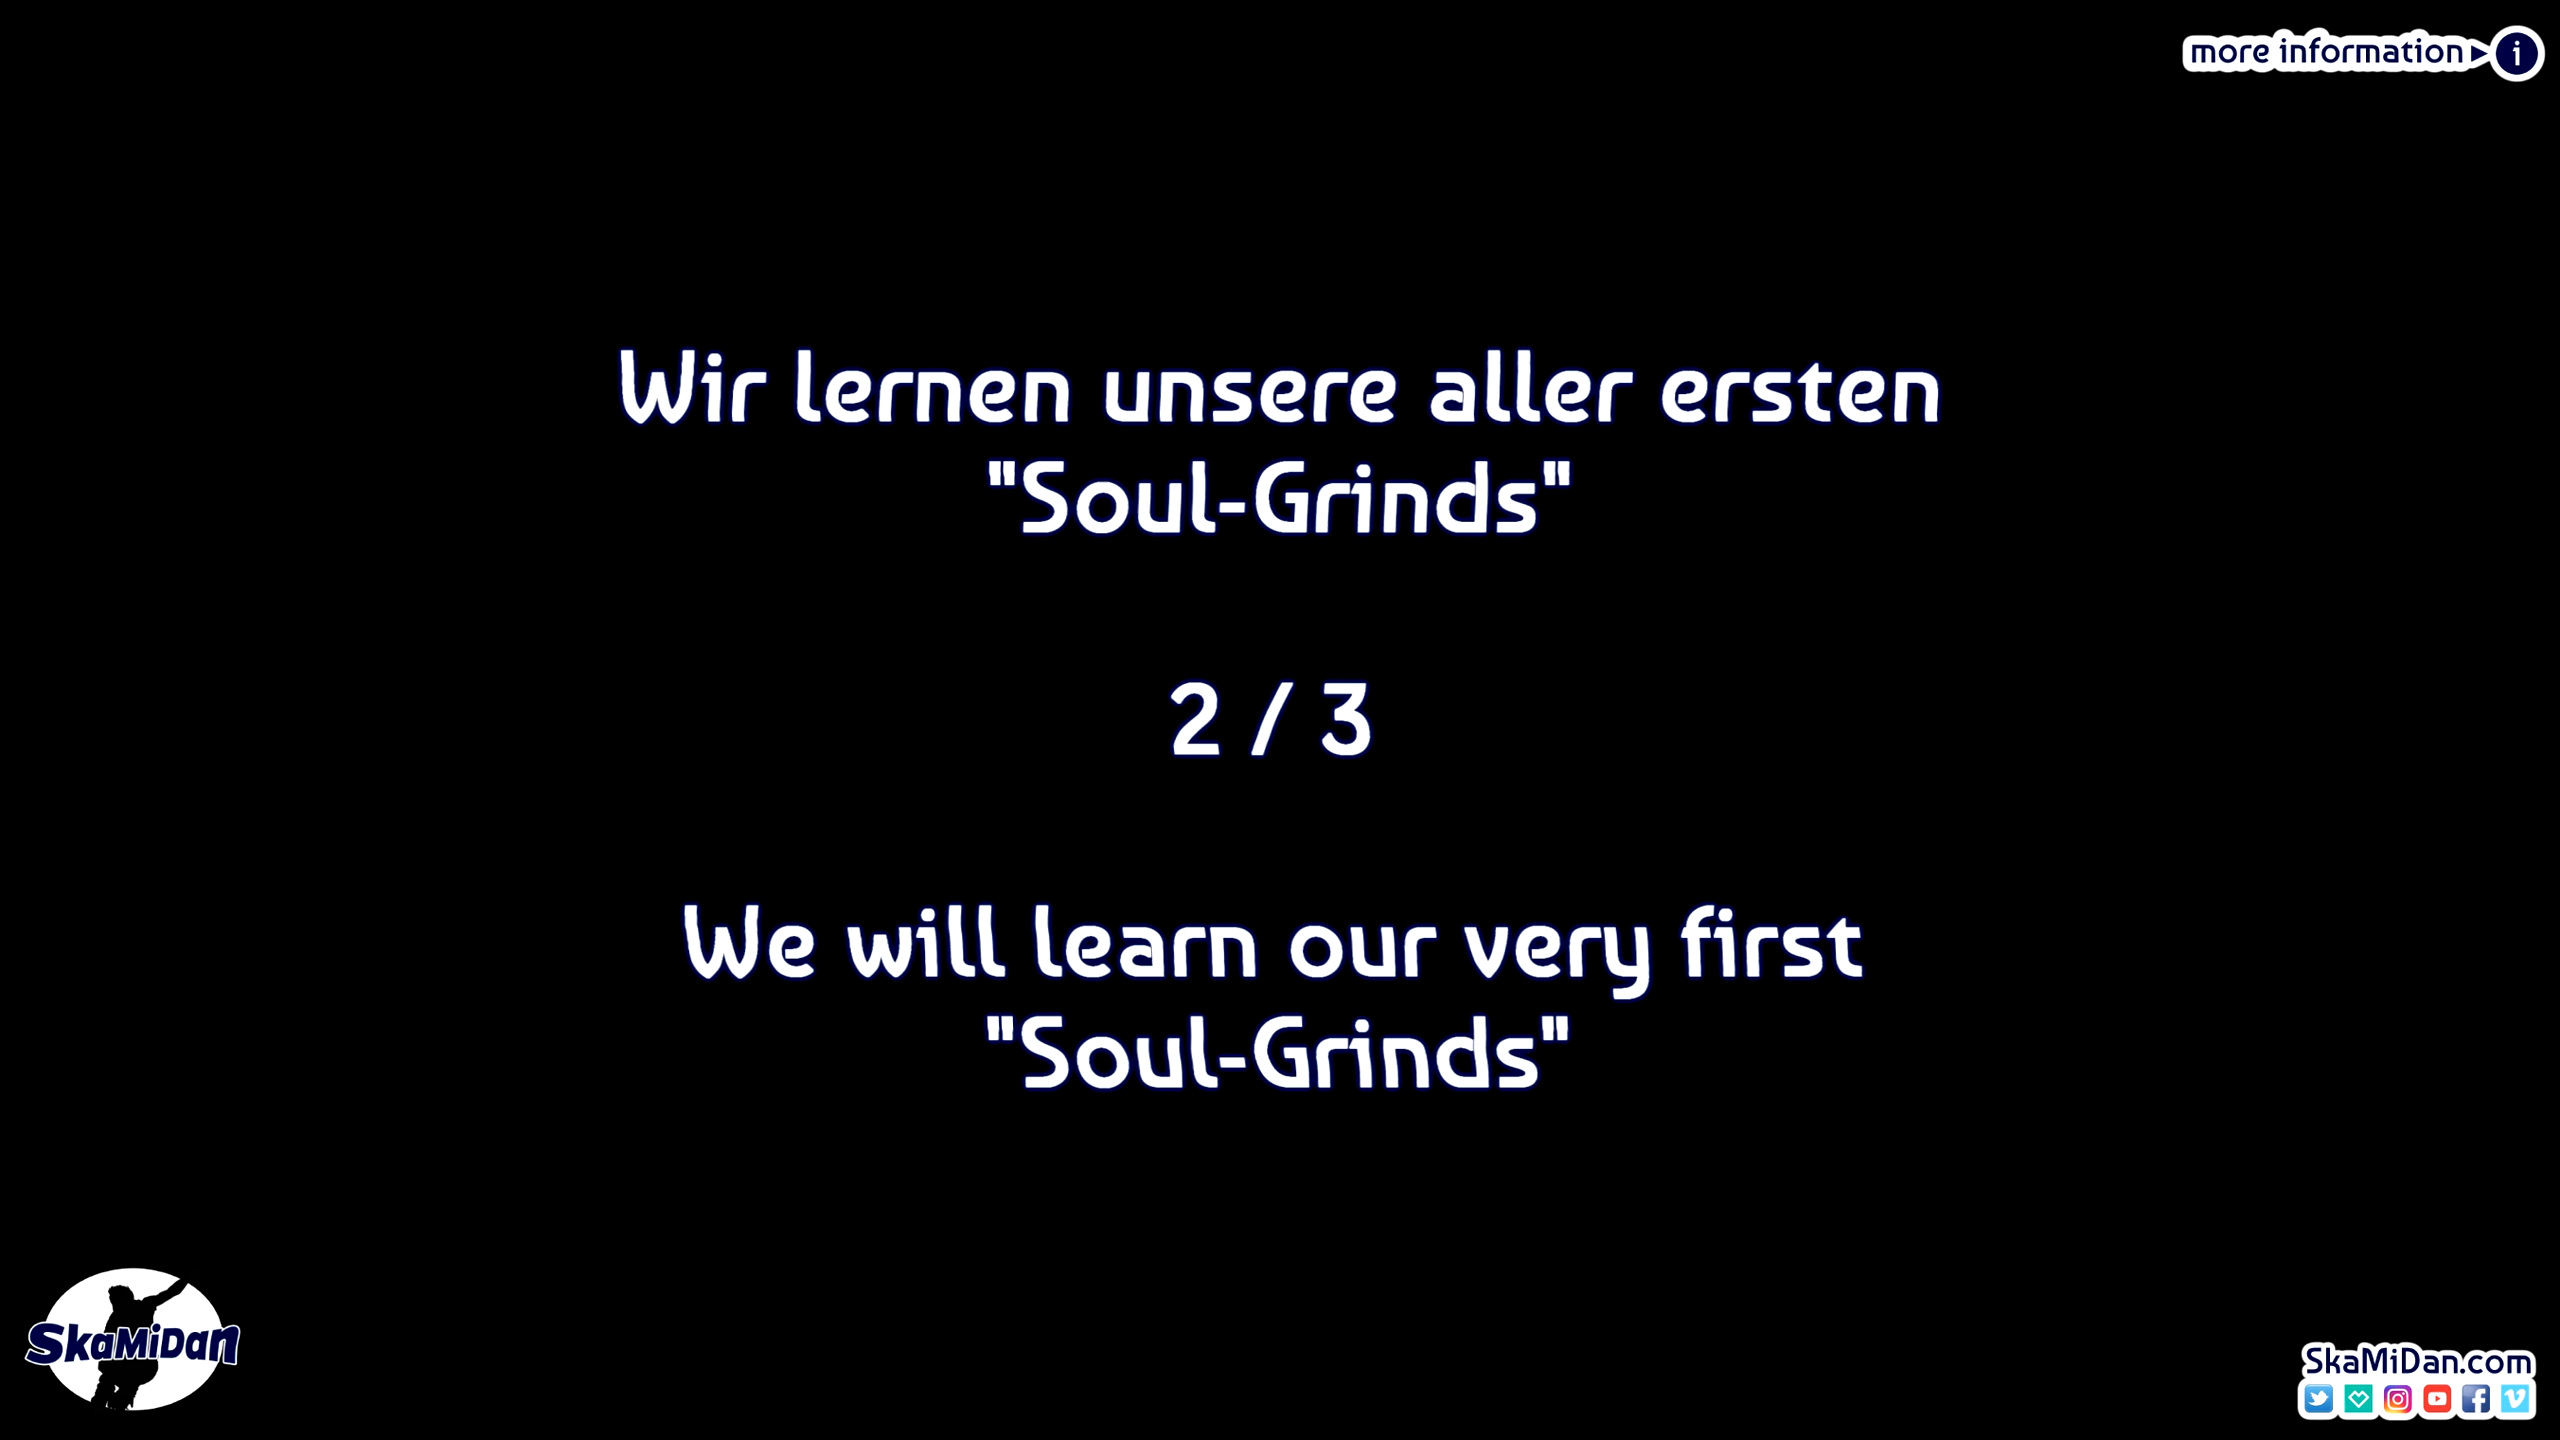 more information ► i
Wir lernen unsere aller ersten
"Soul-Grinds"
2 / 3
We will learn our very first
"Soul-Grinds"
SkaMiDan
SkaMiDan.com